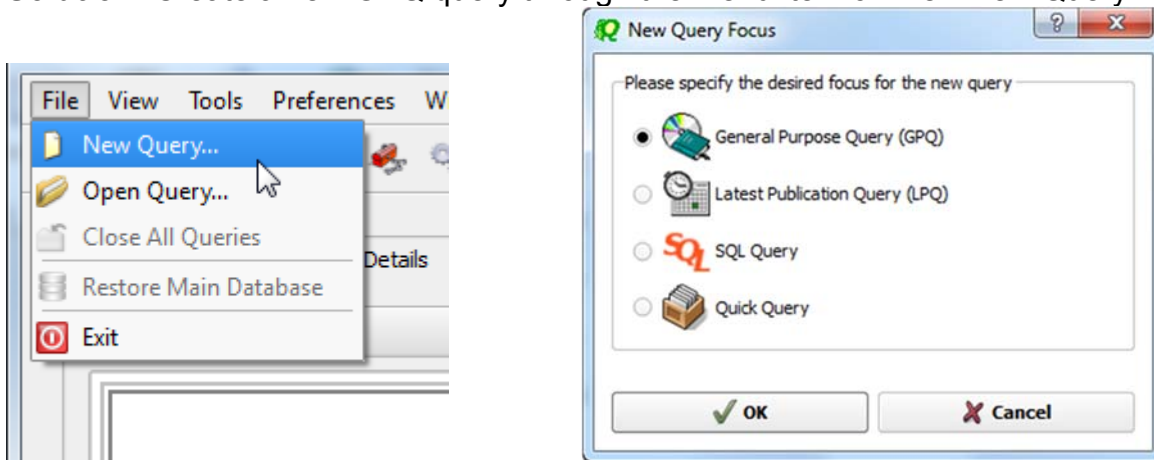 File View Tools Preferences
New Query...
Open Query...
Close All Queries
Restore Main Database
Exit
Details
New Query Focus
Please specify the desired focus for the new query
General Purpose Query (GPQ)
Latest Publication Query (LPQ)
SQL SQL Query
Quick Query
OK Cancel